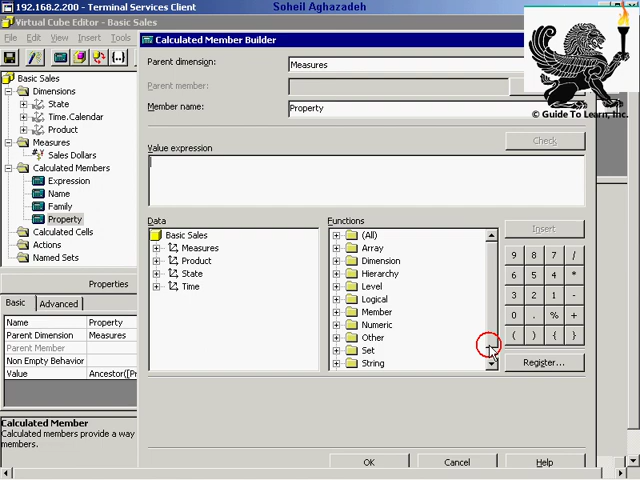 192.168.2.200 - Terminal Services Client
Soheil Aghazadeh
Virtual Cube Editor - Basic Sales
File Edit View Insert Tools
Calculated Member Builder
© Guide To Learn, Inc.
Parent dimension:
Measures
Parent member:
Member name:
Property
Check
Value expression
Basic Sales
Dimensions
State
Time.Calendar
Product
Measures
Sales Dollars
Calculated Members
Expression
Name
Family
Property
Calculated Cells
Actions
Named Sets
Properties
Basic Advanced
Name Property
Parent Dimension Measures
Parent Member
Non Empty Behavior
Value Ancestor([Pr
Calculated Member
Calculated members provide a way
members.
Data
Basic Sales
Measures
Product
State
Time
Functions
(All)
Array
Dimension
Hierarchy
Level
Logical
Member
Numeric
Other
Set
String
Insert
9 8 7 /
6 5 4 *
3 2 1 -
0 . % +
( ) { }
Register...
OK Cancel Help